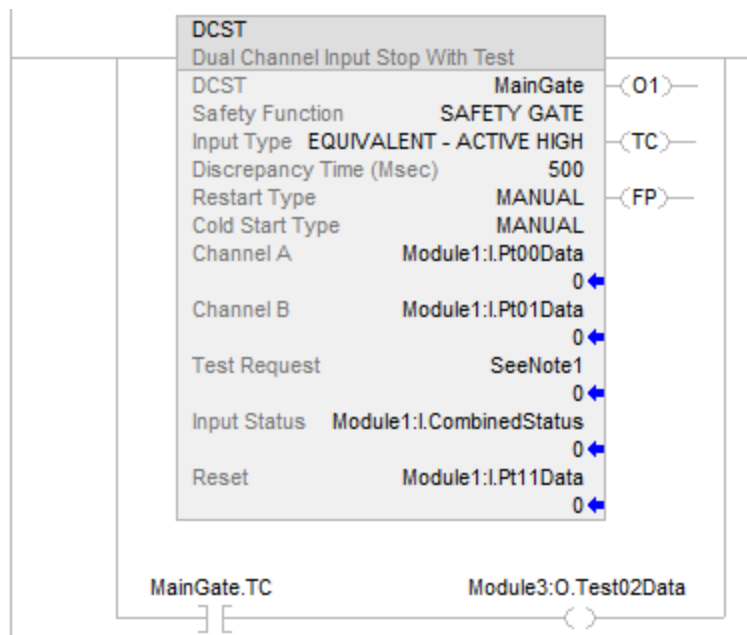 DCST
Dual Channel Input Stop With Test
DCST MainGate (O1)
Safety Function SAFETY GATE
Input Type EQUIVALENT - ACTIVE HIGH (TC)
Discrepancy Time (Msec) 500
Restart Type MANUAL (FP)
Cold Start Type MANUAL
Channel A Module1:I.Pt00Data
0
Channel B Module1:I.Pt01Data
0
Test Request SeeNote1
0
Input Status Module1:I.CombinedStatus
0
Reset Module1:I.Pt11Data
0
MainGate.TC Module3:O.Test02Data